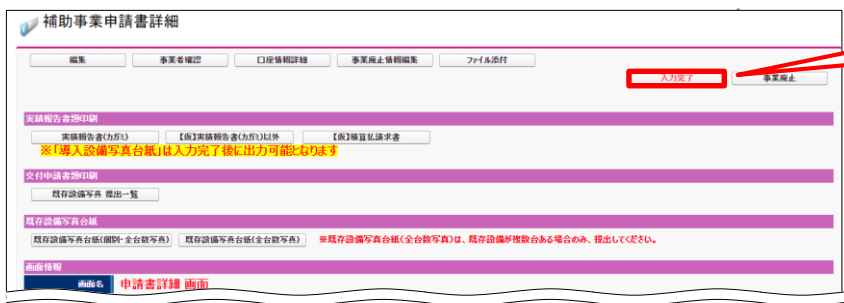 補助事業申請書詳細
編集 事業者確認 口座情報詳細 事業廃止情報編集 ファイル添付
入力完了 事業廃止
実績報告書類印刷
実績報告書(カガミ) 【仮】実績報告書(カガミ)以外 【仮】精算払請求書
※「導入設備写真台紙」は入力完了後に出力可能となります
交付申請書類印刷
既存設備写真 提出一覧
既存設備写真台紙
既存設備写真台紙(個別・全台数写真) 既存設備写真台紙(全台数写真) ※既存設備写真台紙(全台数写真)は、既存設備が複数台ある場合のみ、提出してください。
画面情報
画面名 申請書詳細 画面